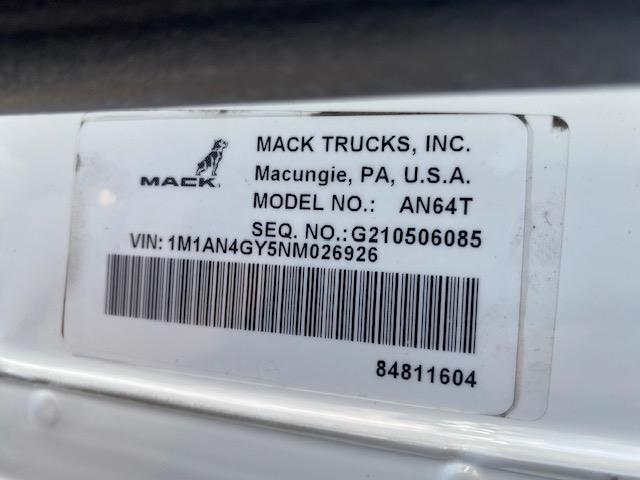 MACK
MACK TRUCKS, INC.
Macungie, PA, U.S.A.
MODEL NO.: AN64T
SEQ. NO.:G210506085
VIN: 1M1AN4GY5NM026926
84811604